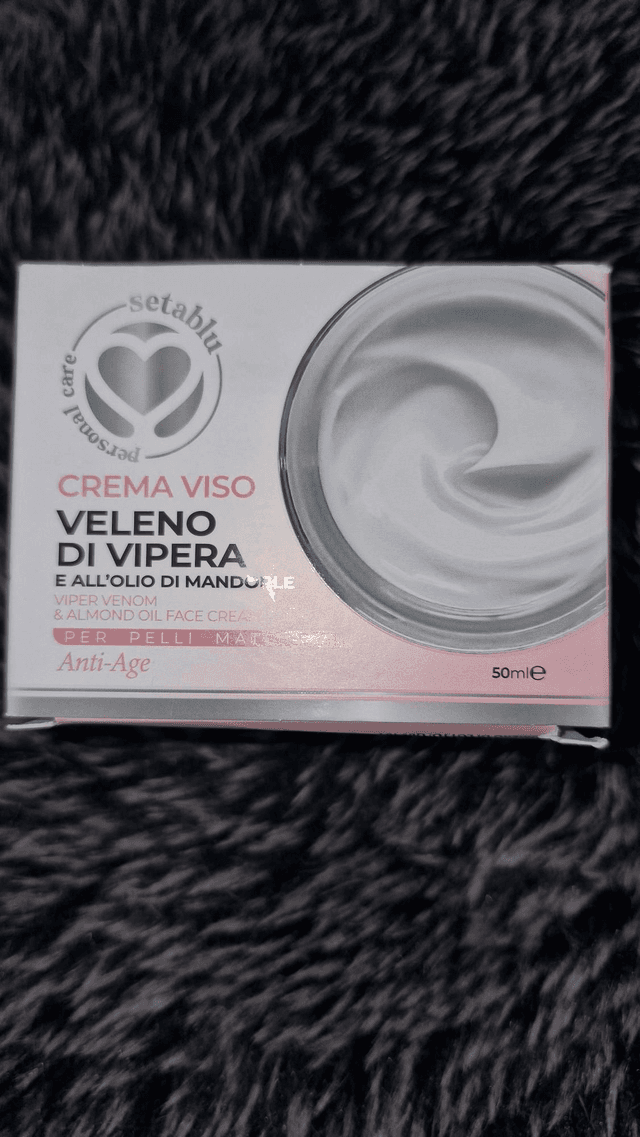 setablu
personal care
CREMA VISO
VELENO
DI VIPERA
E ALL'OLIO DI MANDORLE
VIPER VENOM
& ALMOND OIL FACE CREAM
PER PELLI
Anti-Age
50ml℮